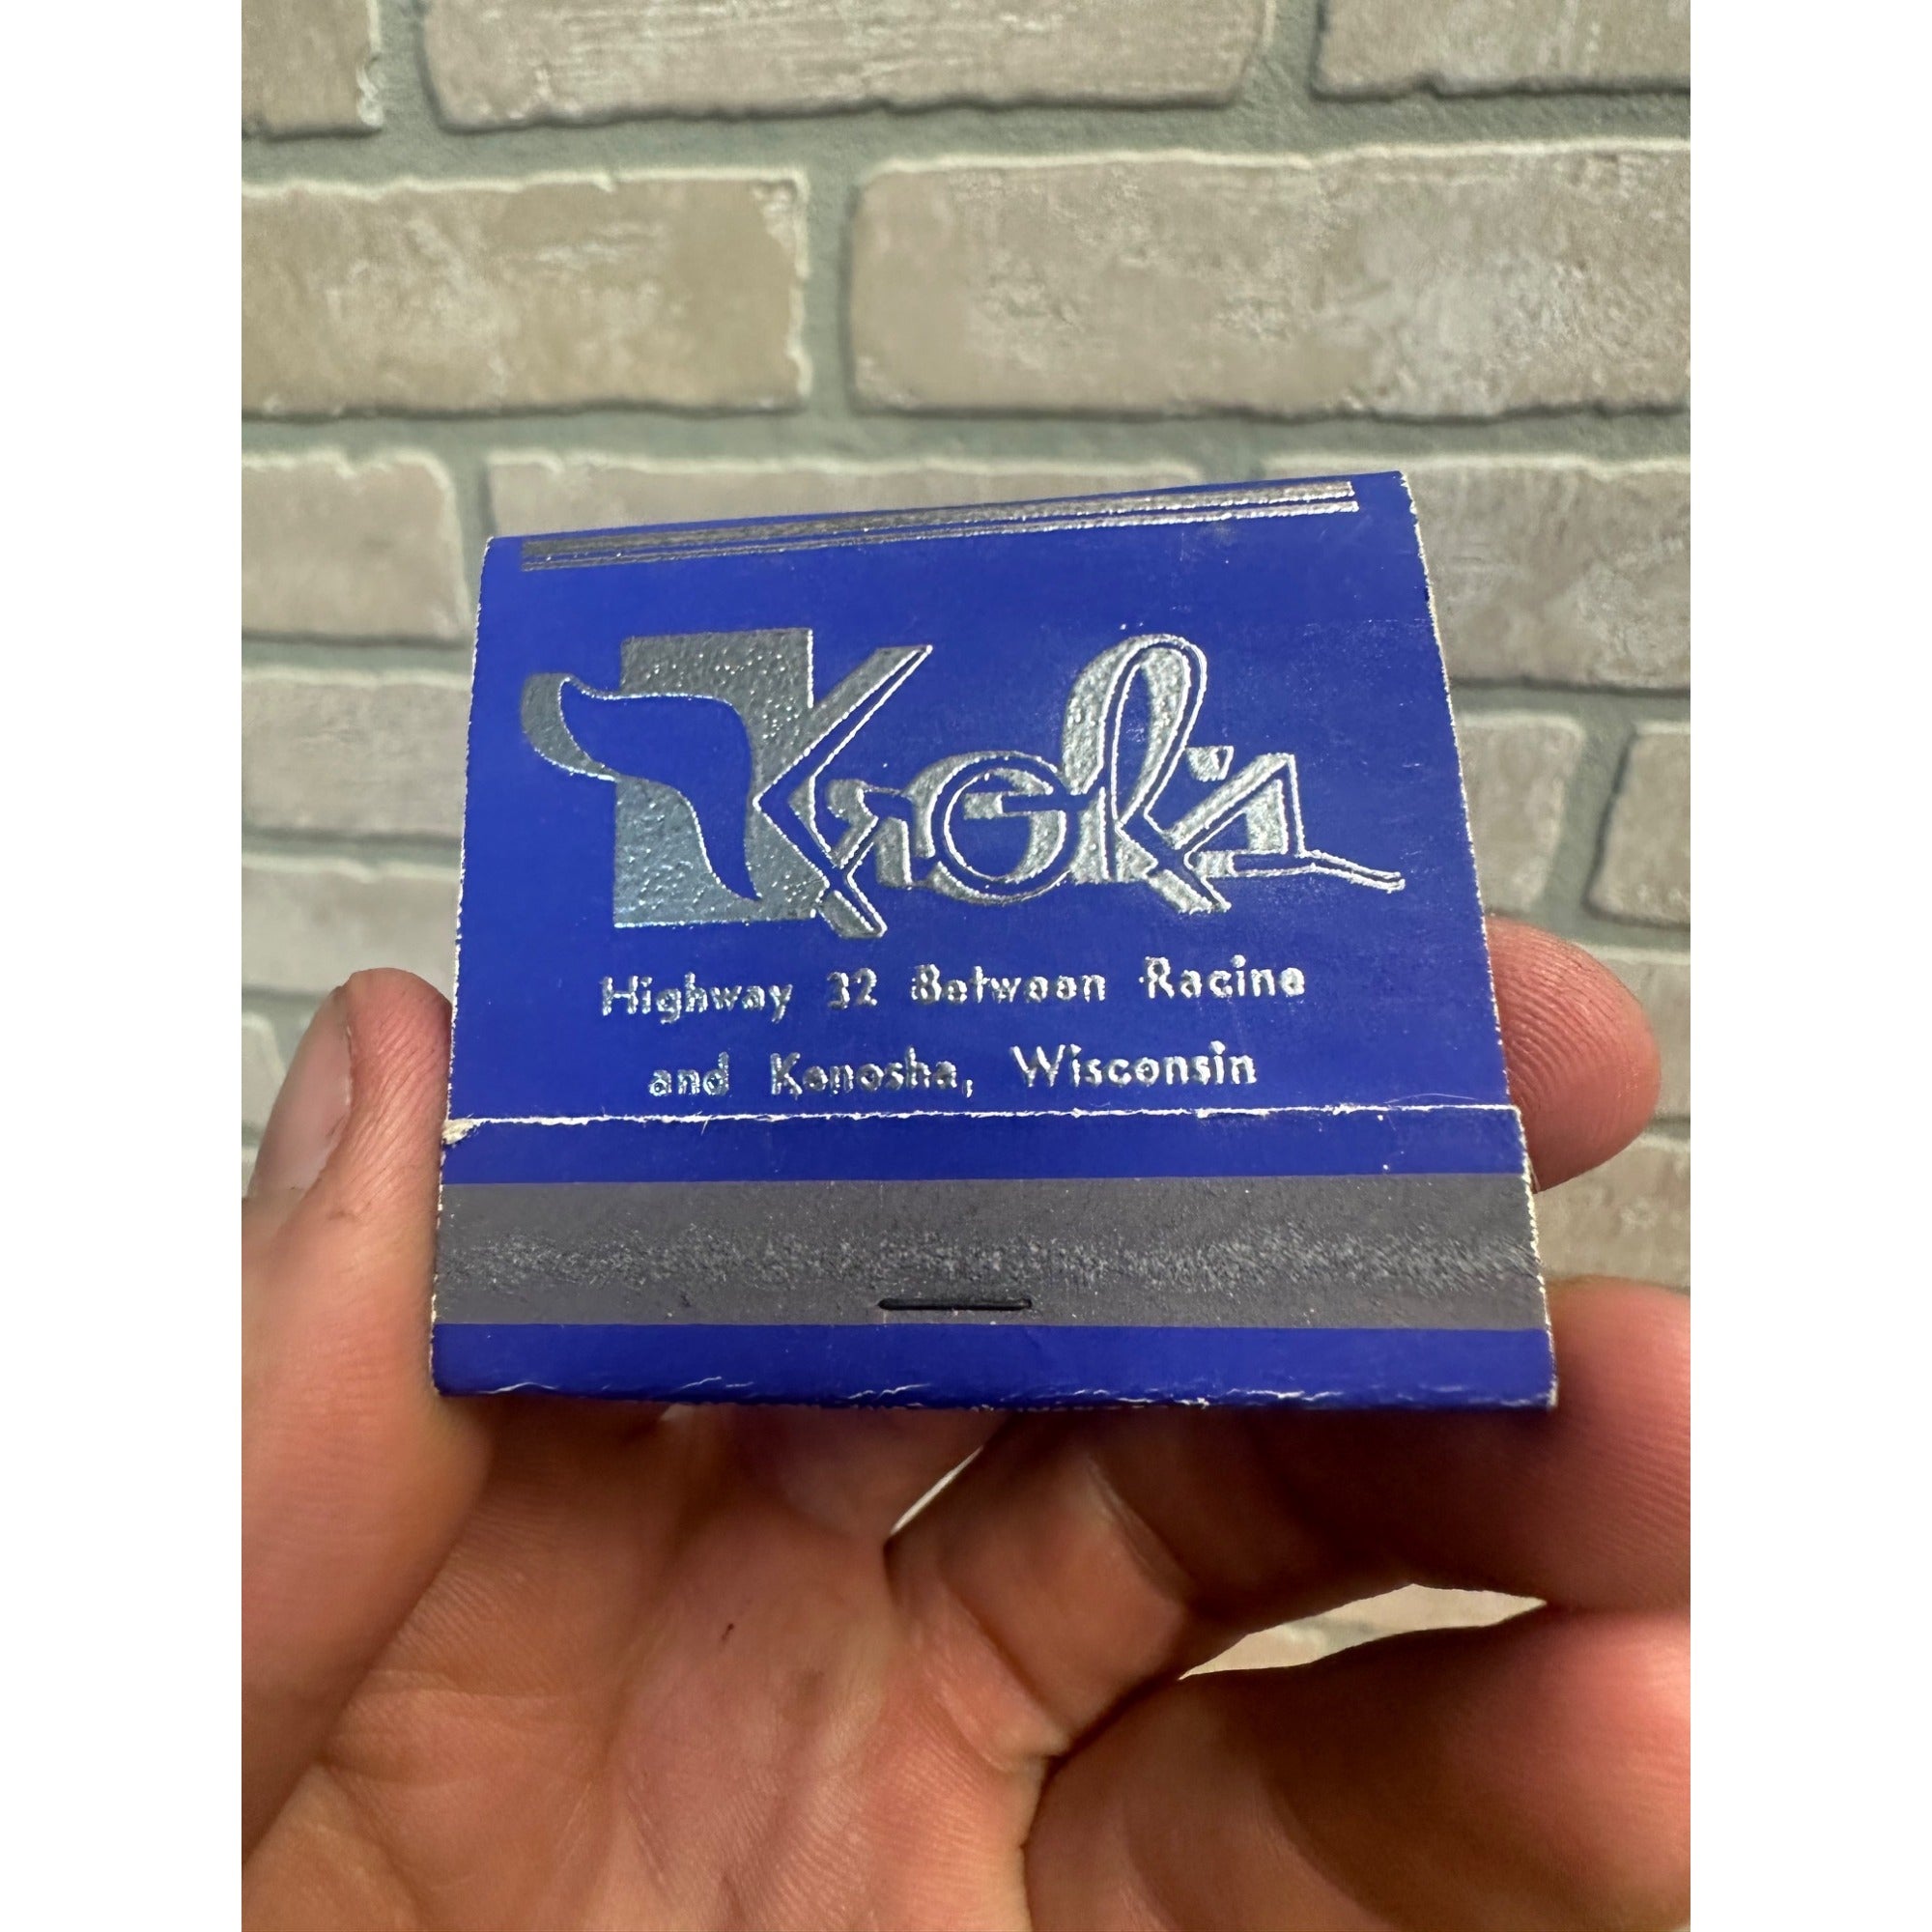 Krok's
Highway 32 Between Racine
and Kenosha, Wisconsin